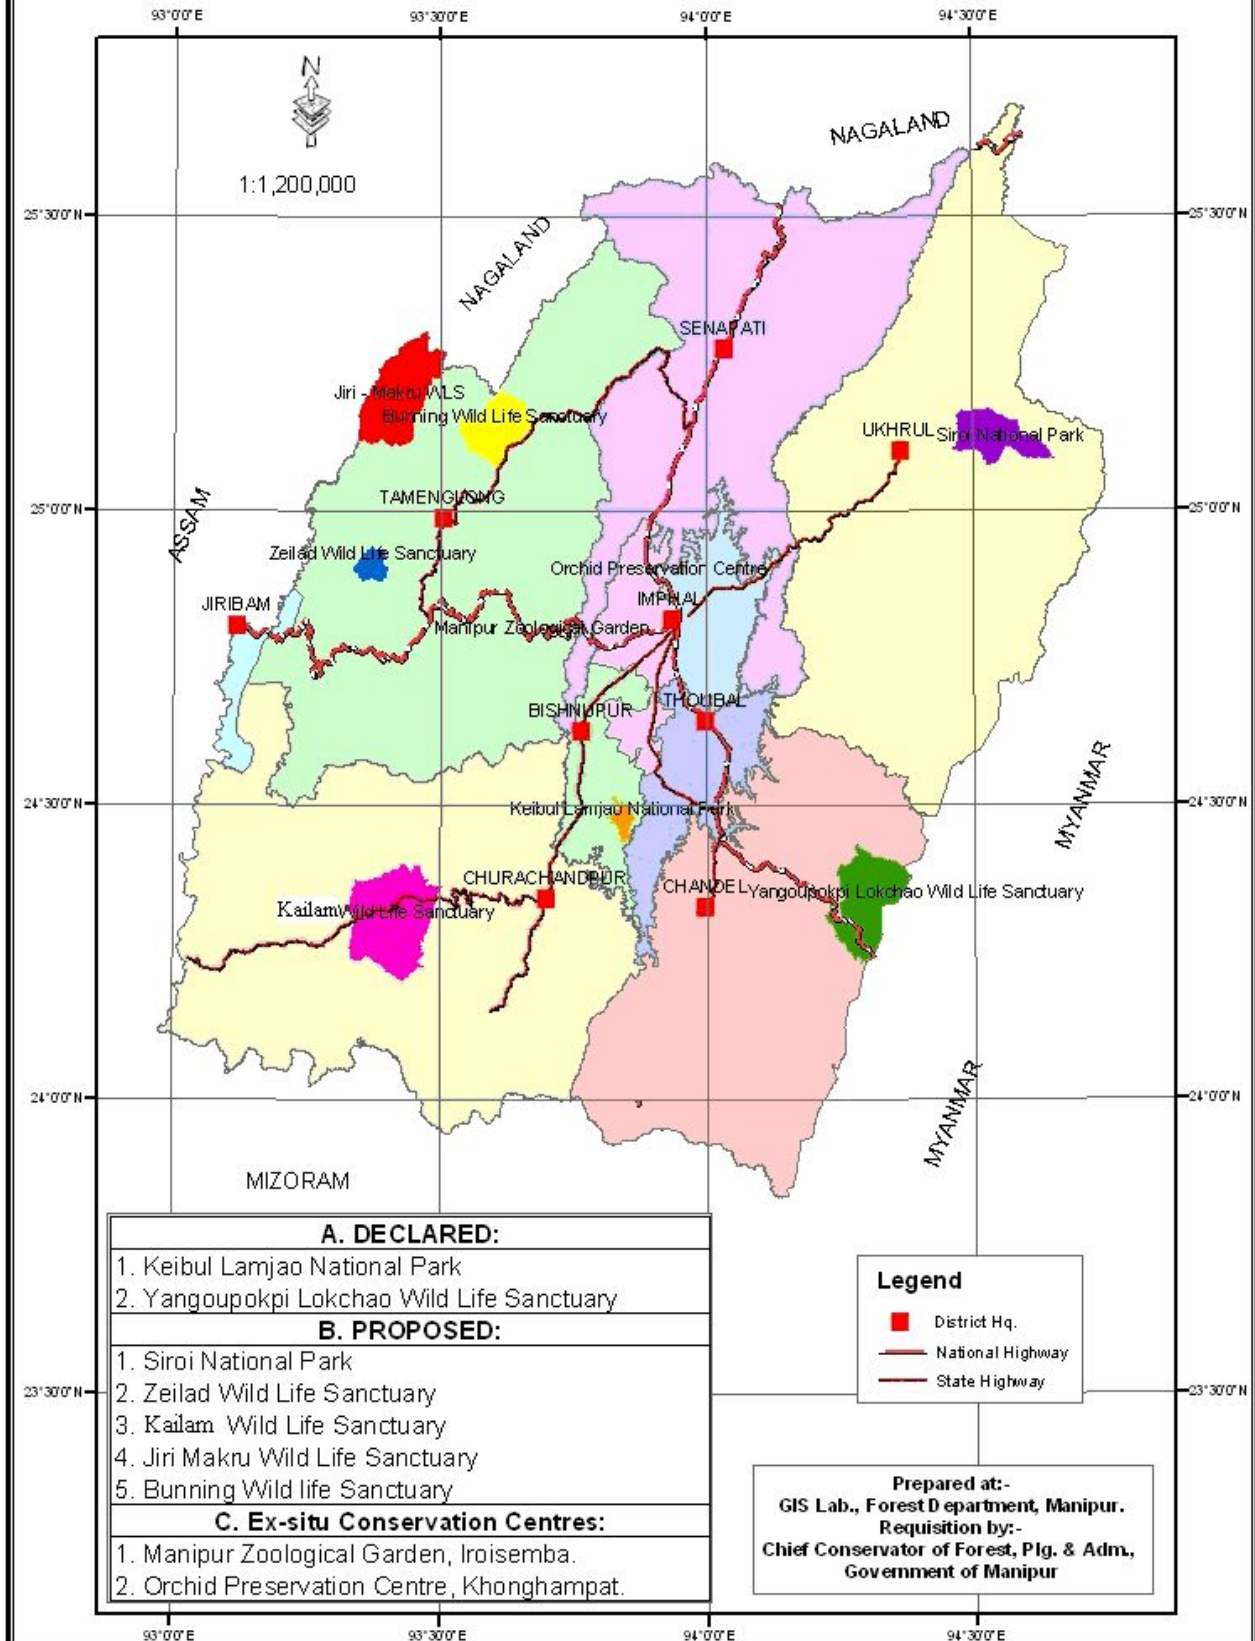 93°0'0"E 93°30'0"E 94°0'0"E 94°30'0"E
N
1:1,200,000
NAGALAND
25°30'0"N 25°30'0"N
NAGALAND
SENAPATI
Jiri - Makru WLS
Bunning Wild Life Sanctuary
UKHRUL
Siroi National Park
TAMENGLONG
25°0'0"N 25°0'0"N
ASSAM
Zeilad Wild Life Sanctuary
Orchid Preservation Centre
JIRIBAM
IMPHAL
Manipur Zoological Garden
BISHNUPUR
THOUBAL
MYANMAR
24°30'0"N 24°30'0"N
Keibul Lamjao National Park
CHURACHANDPUR
CHANDEL
Yangoupokpi Lokchao Wild Life Sanctuary
Kailam Wild Life Sanctuary
24°0'0"N 24°0'0"N
MYANMAR
MIZORAM
A. DECLARED:
1. Keibul Lamjao National Park
2. Yangoupokpi Lokchao Wild Life Sanctuary
B. PROPOSED:
1. Siroi National Park
2. Zeilad Wild Life Sanctuary
3. Kailam Wild Life Sanctuary
4. Jiri Makru Wild Life Sanctuary
5. Bunning Wild life Sanctuary
C. Ex-situ Conservation Centres:
1. Manipur Zoological Garden, Iroisemba.
2. Orchid Preservation Centre, Khonghampat.
Legend
District Hq.
National Highway
State Highway
23°30'0"N 23°30'0"N
Prepared at:-
GIS Lab., Forest Department, Manipur.
Requisition by:-
Chief Conservator of Forest, Plg. & Adm.,
Government of Manipur
93°0'0"E 93°30'0"E 94°0'0"E 94°30'0"E